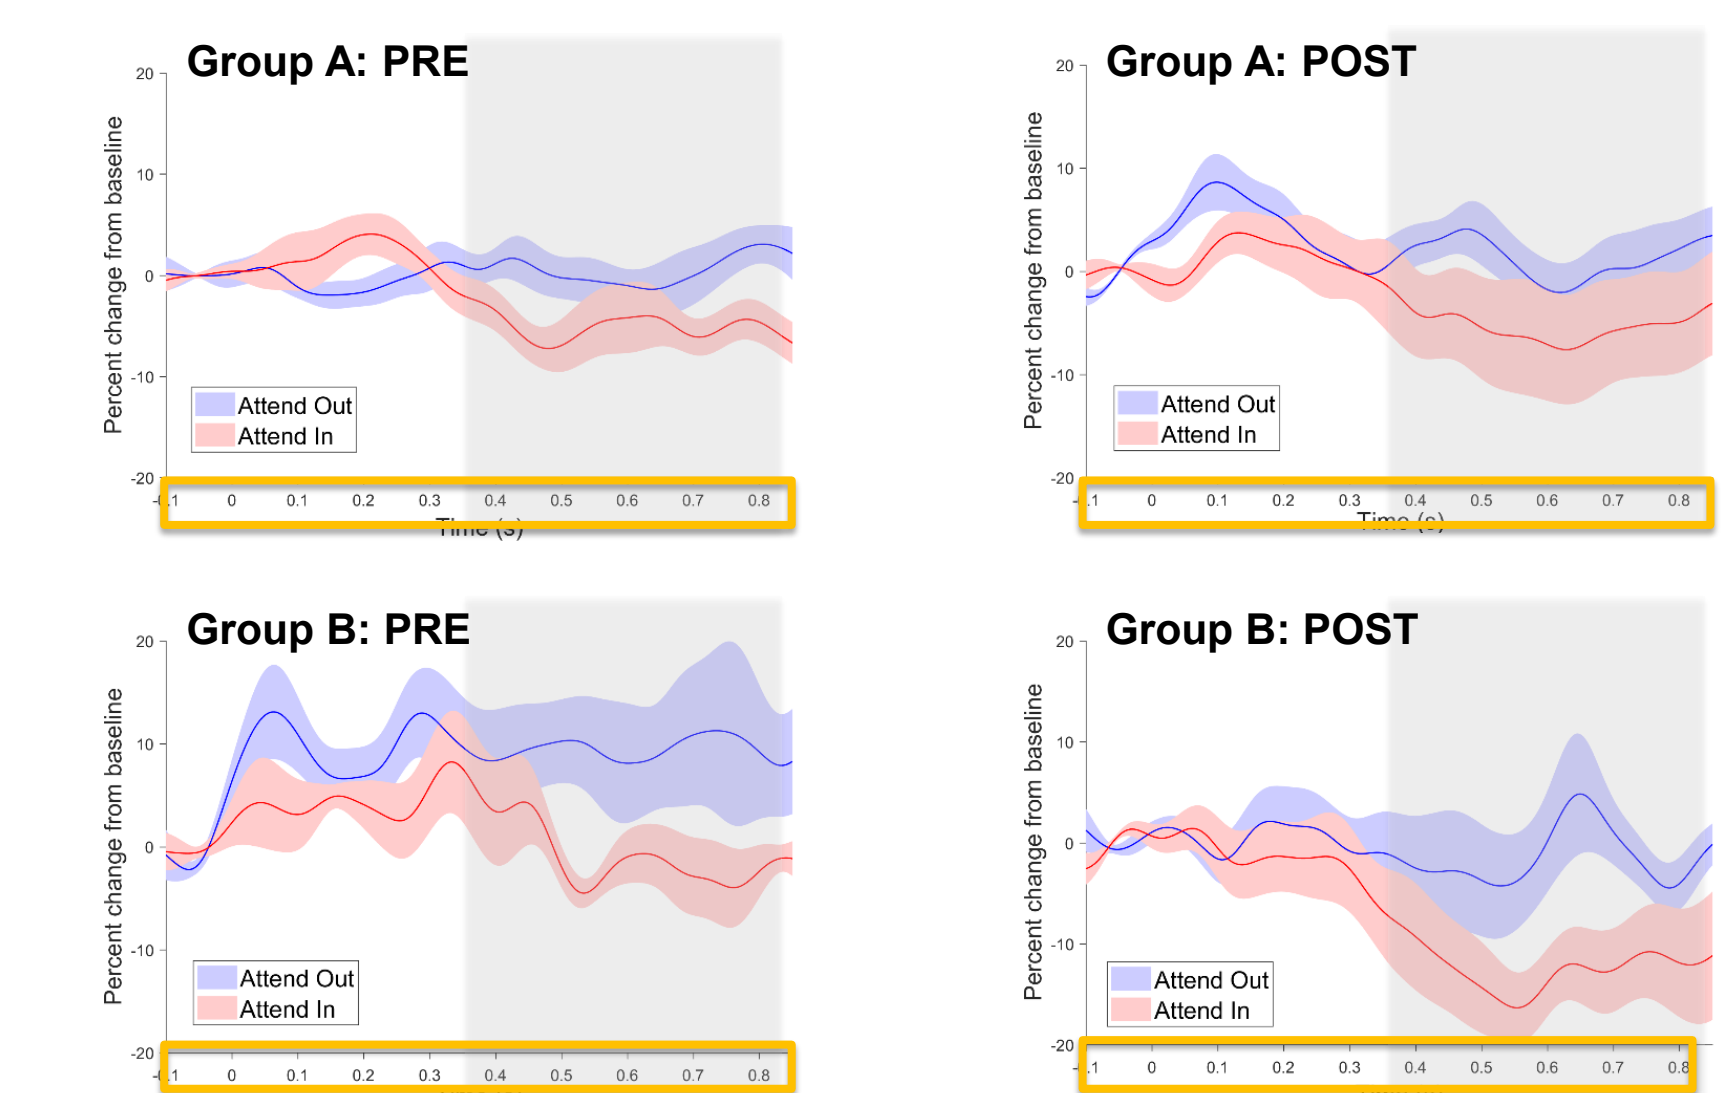 Group A: PRE
Percent change from baseline
20
10
0
-10
-20
Attend Out
Attend In
0 0.1 0.2 0.3 0.4 0.5 0.6 0.7 0.8
Time (s)
Group A: POST
Percent change from baseline
20
10
0
-10
-20
Attend Out
Attend In
0 0.1 0.2 0.3 0.4 0.5 0.6 0.7 0.8
Time (s)
Group B: PRE
Percent change from baseline
20
10
0
-10
-20
Attend Out
Attend In
0 0.1 0.2 0.3 0.4 0.5 0.6 0.7 0.8
Group B: POST
Percent change from baseline
20
10
0
-10
-20
Attend Out
Attend In
0 0.1 0.2 0.3 0.4 0.5 0.6 0.7 0.8